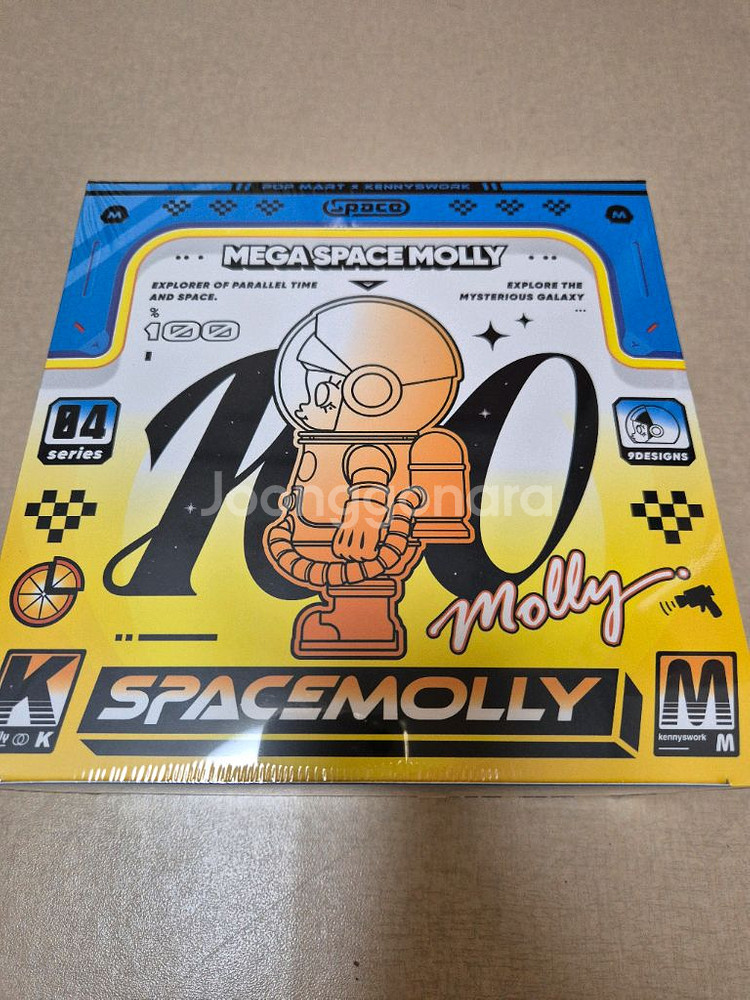 POP MART x KENNYSWORK
M
Space
M
MEGA SPACE MOLLY
EXPLORER OF PARALLEL TIME
AND SPACE.
EXPLORE THE
MYSTERIOUS GALAXY
%
100
04
series
100
9DESIGNS
Joonggonara
Molly
SPACEMOLLY
K
K
M
kennyswork
M